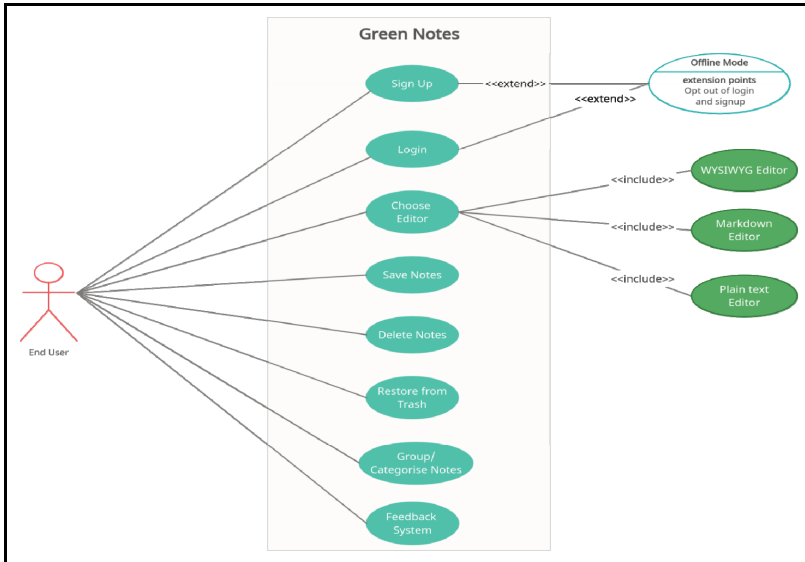 Green Notes
Sign Up
<<extend>>
Offline Mode
extension points
Opt out of login
and signup
<<extend>>
Login
<<include>>
WYSIWYG Editor
Choose
Editor
<<include>>
Markdown
Editor
Save Notes
<<include>>
Plain text
Editor
End User
Delete Notes
Restore from
Trash
Group/
Categorise Notes
Feedback
System